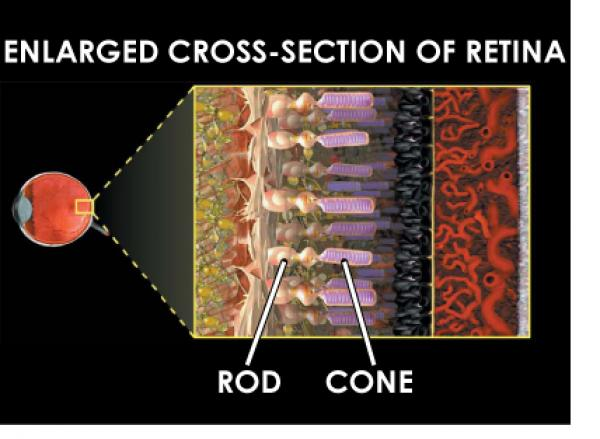 ENLARGED CROSS-SECTION OF RETINA
ROD CONE